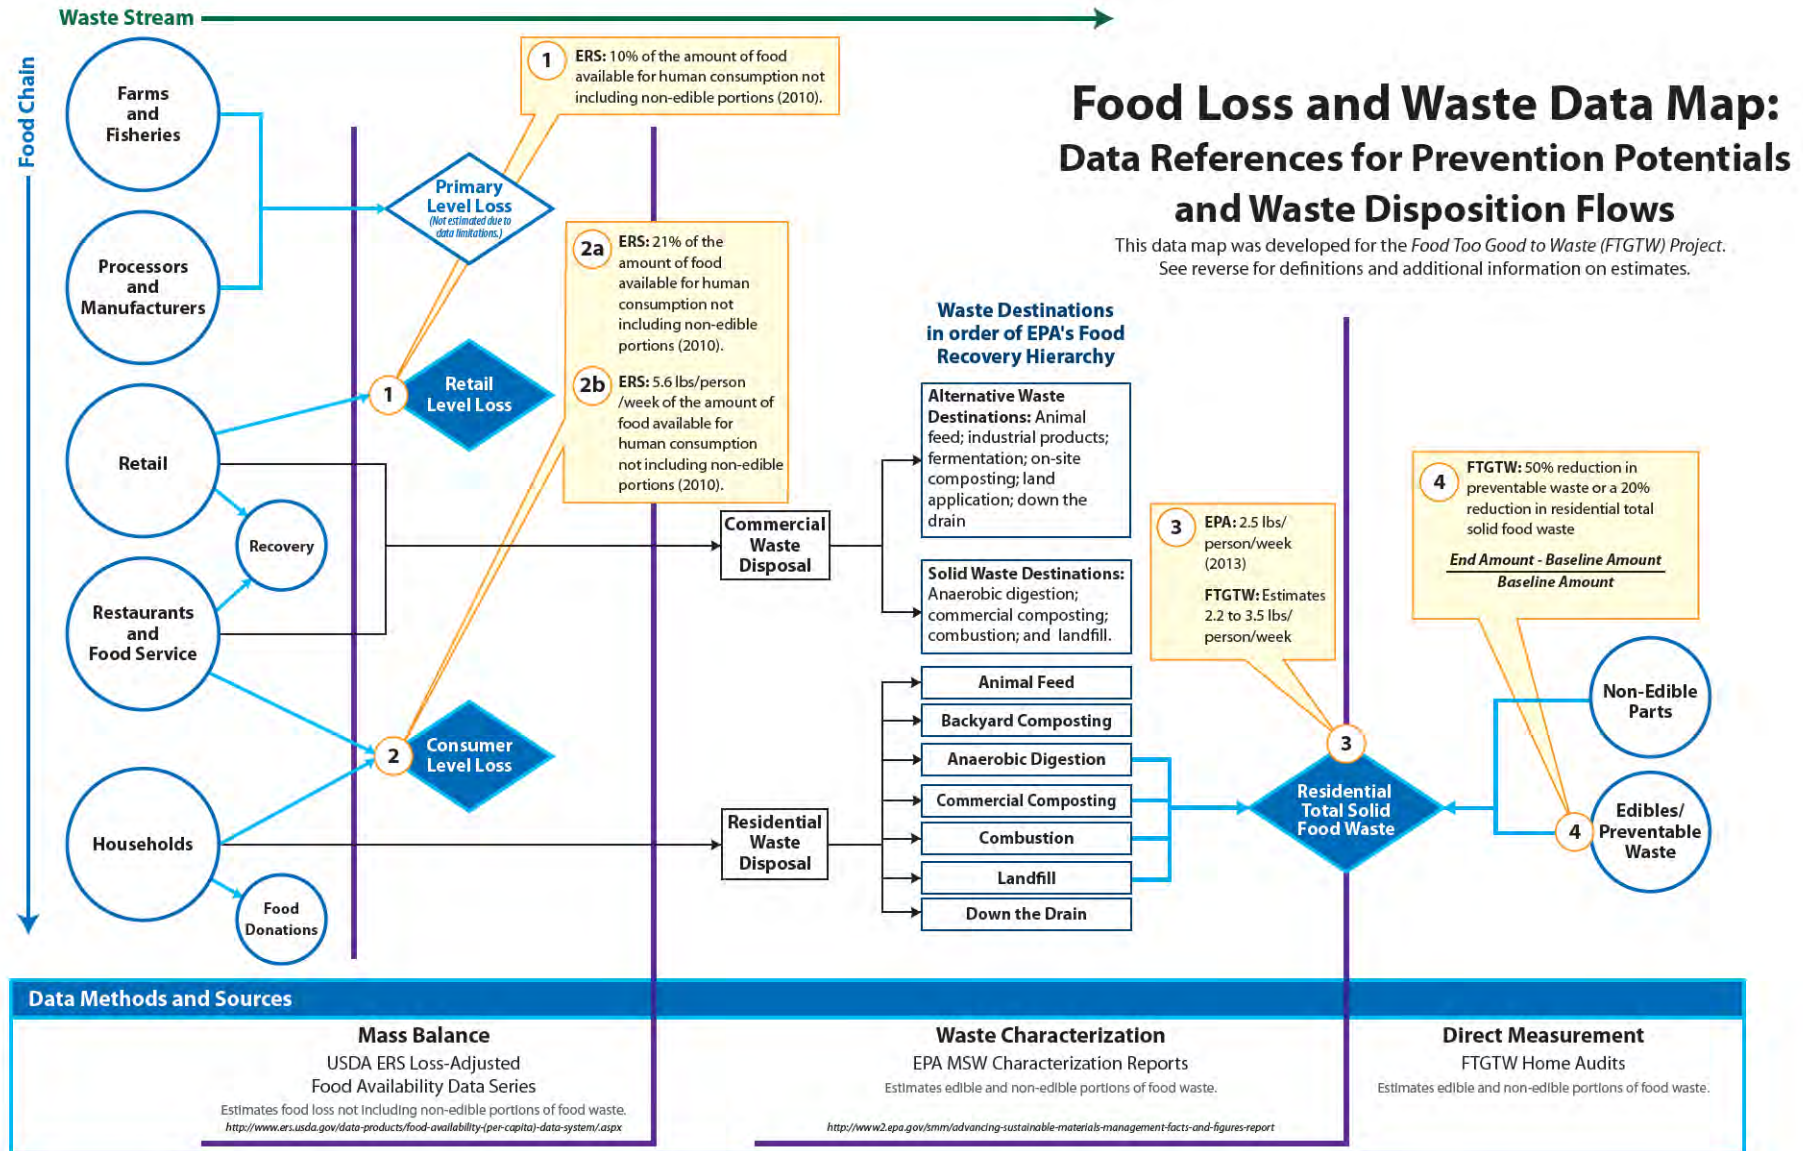 Waste Stream
Food Chain
Food Loss and Waste Data Map:
Data References for Prevention Potentials
and Waste Disposition Flows
This data map was developed for the Food Too Good to Waste (FTGTW) Project.
See reverse for definitions and additional information on estimates.
Farms
and
Fisheries
Processors
and
Manufacturers
Retail
Recovery
Restaurants
and
Food Service
Households
Food
Donations
1
ERS: 10% of the amount of food
available for human consumption not
including non-edible portions (2010).
Primary
Level Loss
(Not estimated due to
data limitations.)
2a
ERS: 21% of the
amount of food
available for human
consumption not
including non-edible
portions (2010).
2b
ERS: 5.6 lbs/person
/week of the amount of
food available for
human consumption
not including non-edible
portions (2010).
1
Retail
Level Loss
2
Consumer
Level Loss
Commercial
Waste
Disposal
Residential
Waste
Disposal
Waste Destinations
in order of EPA's Food
Recovery Hierarchy
Alternative Waste
Destinations: Animal
feed; industrial products;
fermentation; on-site
composting; land
application; down the
drain
Solid Waste Destinations:
Anaerobic digestion;
commercial composting;
combustion; and landfill.
Animal Feed
Backyard Composting
Anaerobic Digestion
Commercial Composting
Combustion
Landfill
Down the Drain
3
EPA: 2.5 lbs/
person/week
(2013)
FTGTW: Estimates
2.2 to 3.5 lbs/
person/week
3
Residential
Total Solid
Food Waste
4
FTGTW: 50% reduction in
preventable waste or a 20%
reduction in residential total
solid food waste
End Amount - Baseline Amount
Baseline Amount
Non-Edible
Parts
4
Edibles/
Preventable
Waste
Data Methods and Sources
Mass Balance
USDA ERS Loss-Adjusted
Food Availability Data Series
Estimates food loss not including non-edible portions of food waste.
http://www.ers.usda.gov/data-products/food-availability-(per-capita)-data-system/.aspx
Waste Characterization
EPA MSW Characterization Reports
Estimates edible and non-edible portions of food waste.
http://www2.epa.gov/smm/advancing-sustainable-materials-management-facts-and-figures-report
Direct Measurement
FTGTW Home Audits
Estimates edible and non-edible portions of food waste.